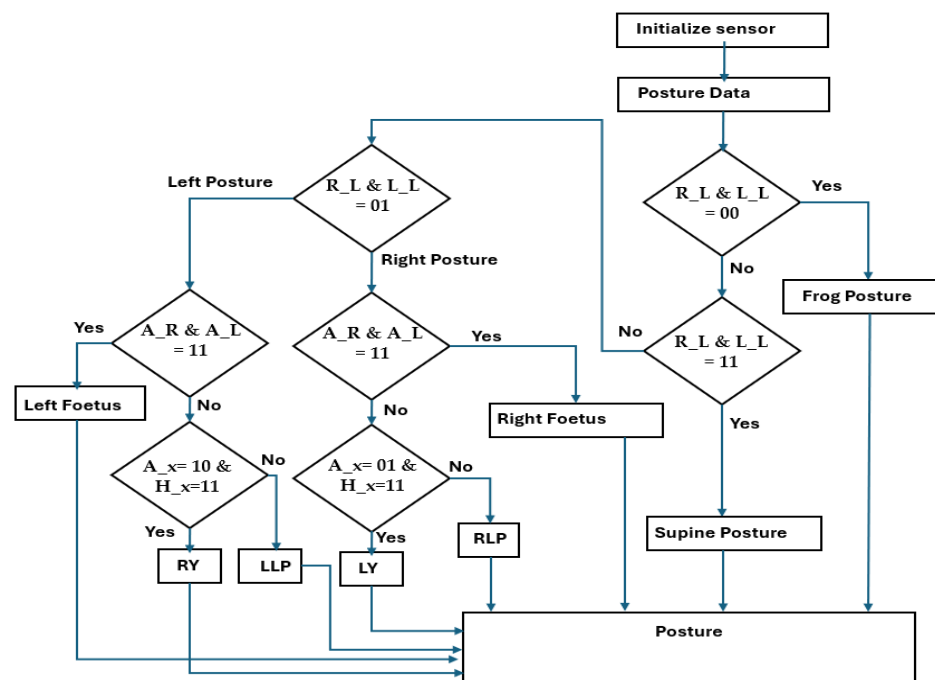 Initialize sensor
Posture Data
R_L & L_L
= 00
Yes
No
Frog Posture
R_L & L_L
= 11
No
Yes
Supine Posture
R_L & L_L
= 01
Left Posture
Right Posture
A_R & A_L
= 11
Yes
No
Left Foetus
A_x= 10 &
H_x=11
No
Yes
RY
LLP
A_R & A_L
= 11
Yes
No
Right Foetus
A_x= 01 &
H_x=11
No
Yes
LY
RLP
Posture